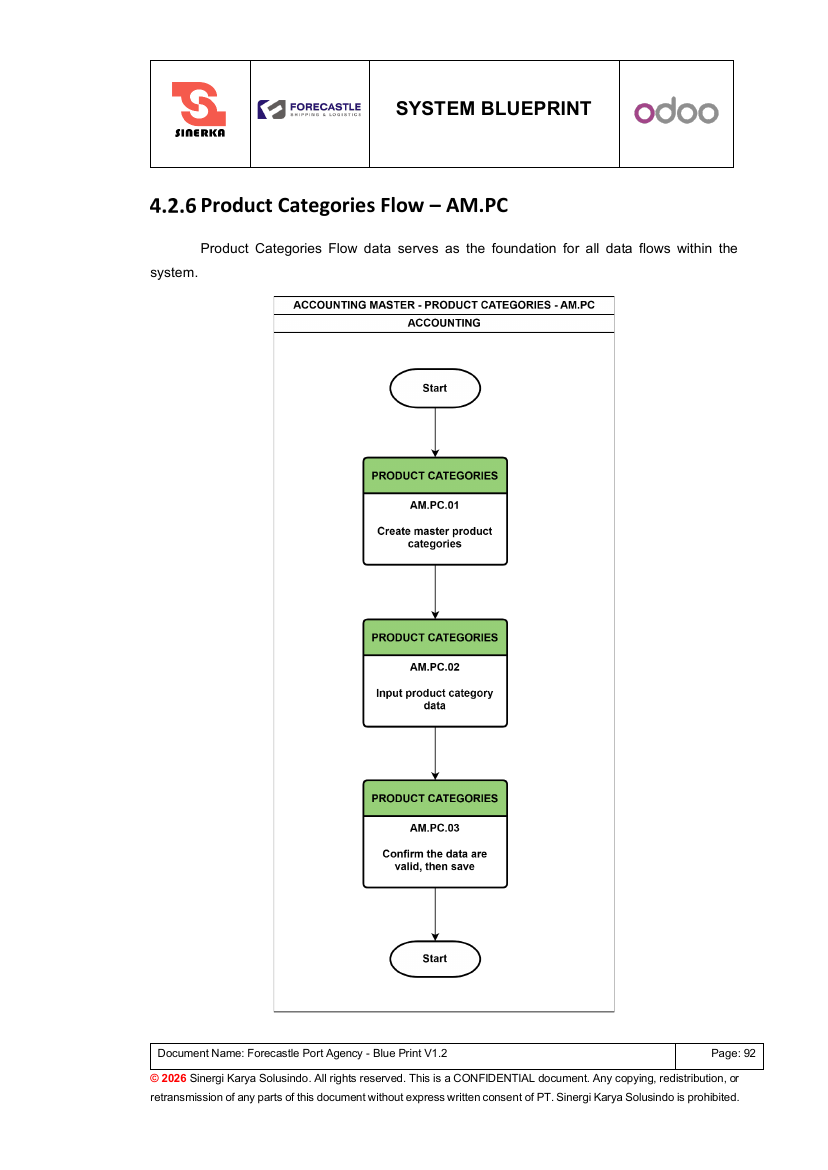 SINERKA
FORECASTLE
SHIPPING & LOGISTICS
SYSTEM BLUEPRINT
odoo
4.2.6 Product Categories Flow – AM.PC
Product Categories Flow data serves as the foundation for all data flows within the
system.
ACCOUNTING MASTER - PRODUCT CATEGORIES - AM.PC
ACCOUNTING
Start
PRODUCT CATEGORIES
AM.PC.01
Create master product
categories
PRODUCT CATEGORIES
AM.PC.02
Input product category
data
PRODUCT CATEGORIES
AM.PC.03
Confirm the data are
valid, then save
Start
Document Name: Forecastle Port Agency - Blue Print V1.2
Page: 92
© 2026 Sinergi Karya Solusindo. All rights reserved. This is a CONFIDENTIAL document. Any copying, redistribution, or
retransmission of any parts of this document without express written consent of PT. Sinergi Karya Solusindo is prohibited.